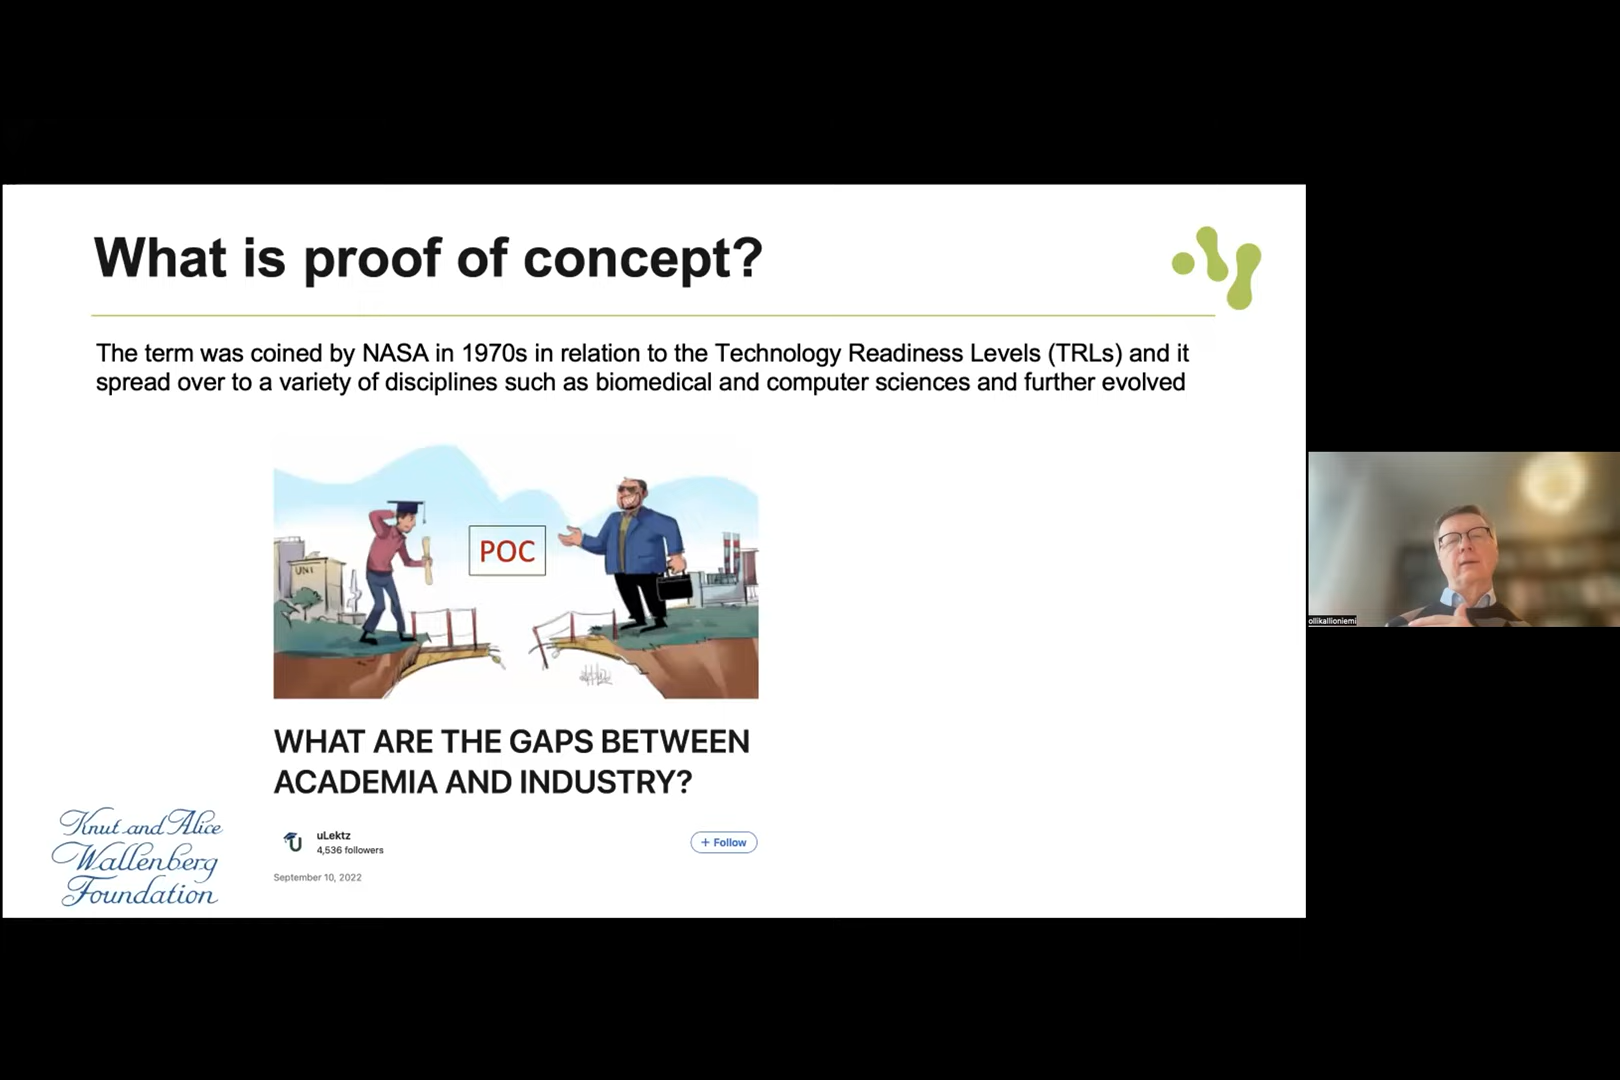 What is proof of concept?
The term was coined by NASA in 1970s in relation to the Technology Readiness Levels (TRLs) and it
spread over to a variety of disciplines such as biomedical and computer sciences and further evolved
UNI
POC
WHAT ARE THE GAPS BETWEEN
ACADEMIA AND INDUSTRY?
uLektz
4,536 followers
+ Follow
September 10, 2022
Knut and Alice
Wallenberg
Foundation
ollikallioniemi